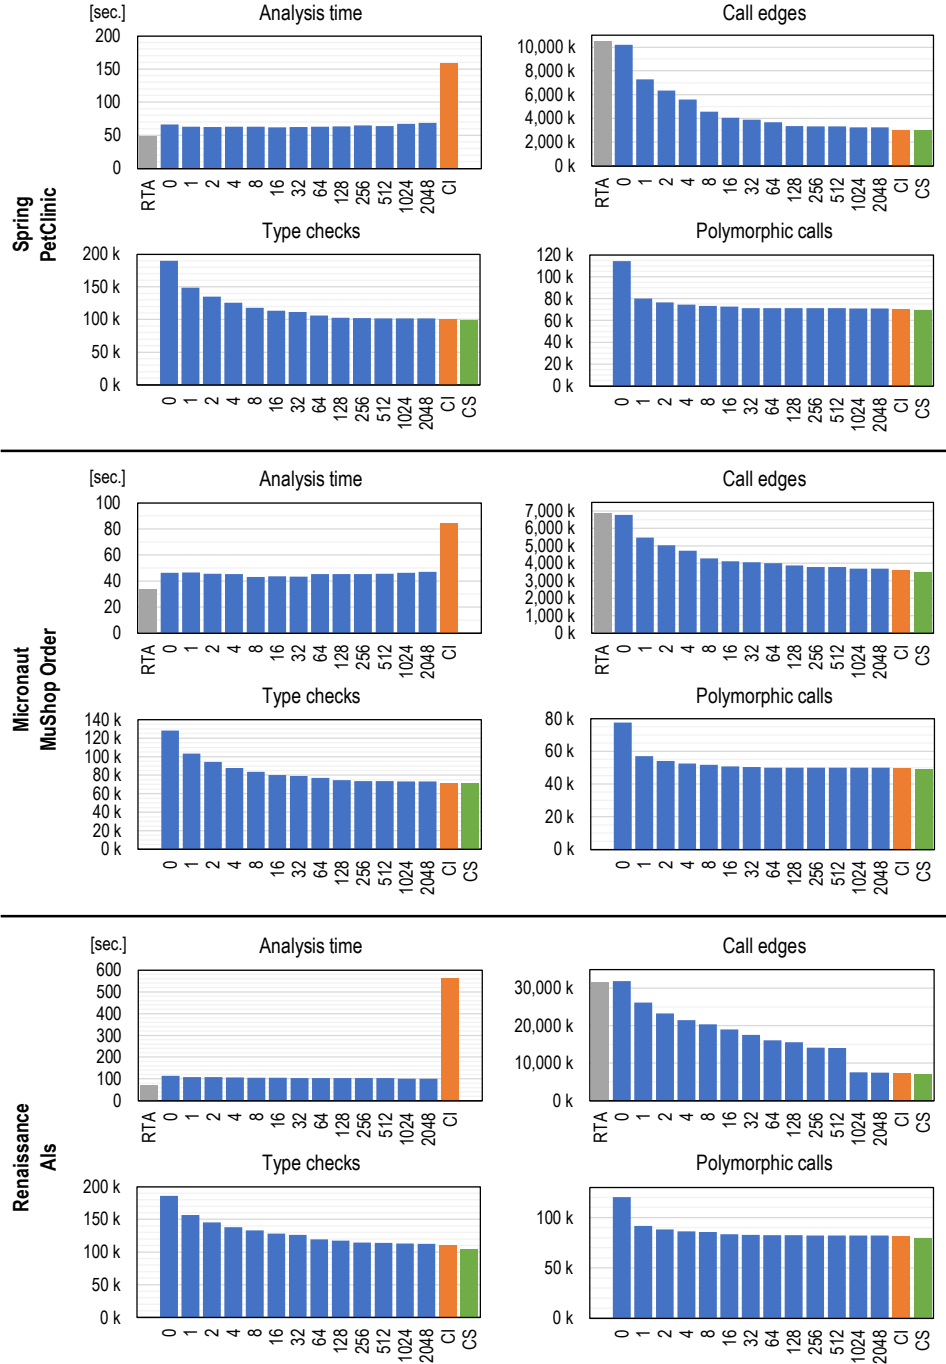 Spring
PetClinic
[sec.]
Analysis time
200
150
100
50
0
RTA 0 1 2 4 8 16 32 64 128 256 512 1024 2048 CI
Call edges
10,000 k
8,000 k
6,000 k
4,000 k
2,000 k
0 k
RTA 0 1 2 4 8 16 32 64 128 256 512 1024 2048 CI CS
Type checks
200 k
150 k
100 k
50 k
0 k
0 1 2 4 8 16 32 64 128 256 512 1024 2048 CI CS
Polymorphic calls
120 k
100 k
80 k
60 k
40 k
20 k
0 k
0 1 2 4 8 16 32 64 128 256 512 1024 2048 CI CS
Micronaut
MuShop Order
[sec.]
Analysis time
100
80
60
40
20
0
RTA 0 1 2 4 8 16 32 64 128 256 512 1024 2048 CI
Call edges
7,000 k
6,000 k
5,000 k
4,000 k
3,000 k
2,000 k
1,000 k
0 k
RTA 0 1 2 4 8 16 32 64 128 256 512 1024 2048 CI CS
Type checks
140 k
120 k
100 k
80 k
60 k
40 k
20 k
0 k
0 1 2 4 8 16 32 64 128 256 512 1024 2048 CI CS
Polymorphic calls
80 k
60 k
40 k
20 k
0 k
0 1 2 4 8 16 32 64 128 256 512 1024 2048 CI CS
Renaissance
Als
[sec.]
Analysis time
600
500
400
300
200
100
0
RTA 0 1 2 4 8 16 32 64 128 256 512 1024 2048 CI
Call edges
30,000 k
20,000 k
10,000 k
0 k
RTA 0 1 2 4 8 16 32 64 128 256 512 1024 2048 CI CS
Type checks
200 k
150 k
100 k
50 k
0 k
0 1 2 4 8 16 32 64 128 256 512 1024 2048 CI CS
Polymorphic calls
100 k
50 k
0 k
0 1 2 4 8 16 32 64 128 256 512 1024 2048 CI CS